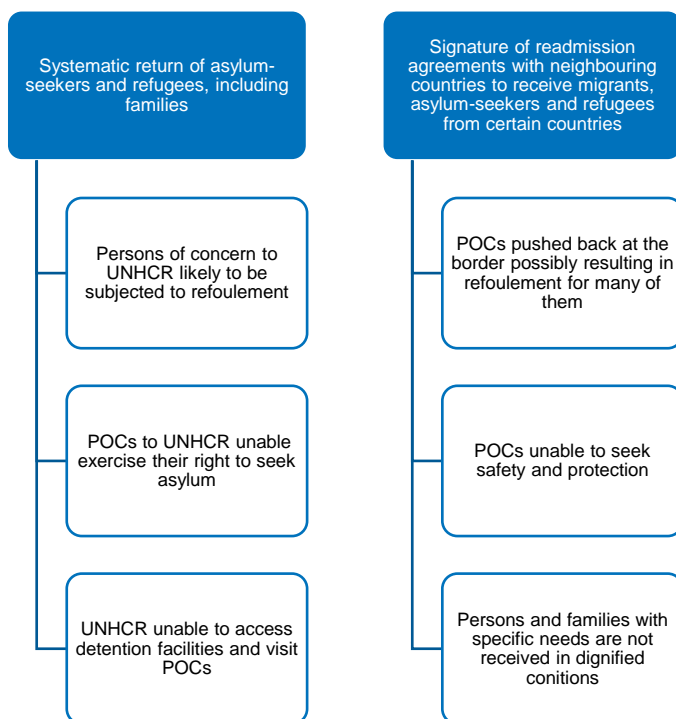 Systematic return of asylum-
seekers and refugees, including
families
Persons of concern to
UNHCR likely to be
subjected to refoulement
POCs to UNHCR unable
exercise their right to seek
asylum
UNHCR unable to access
detention facilities and visit
POCs
Signature of readmission
agreements with neighbouring
countries to receive migrants,
asylum-seekers and refugees
from certain countries
POCs pushed back at the
border possibly resulting in
refoulement for many of
them
POCs unable to seek
safety and protection
Persons and families with
specific needs are not
received in dignified
conitions